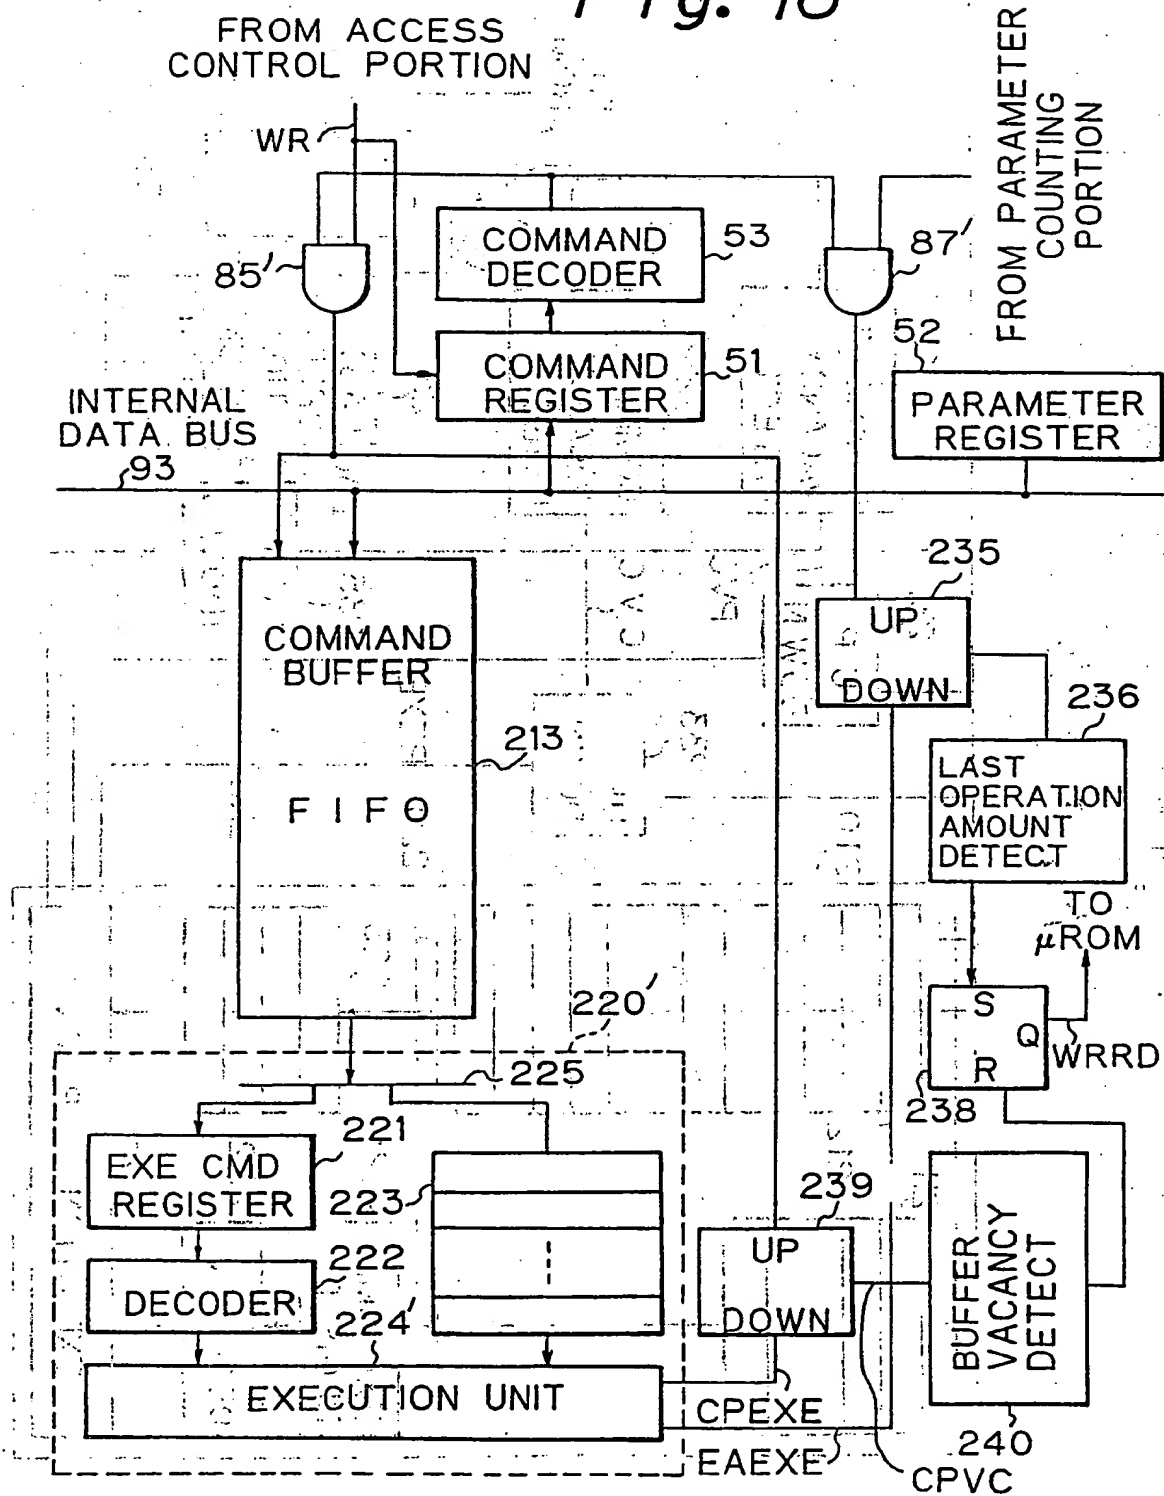 Fig. 18
FROM ACCESS
CONTROL PORTION
WR
FROM PARAMETER
COUNTING
PORTION
85'
COMMAND
DECODER
53
87'
COMMAND
REGISTER
51
52
PARAMETER
REGISTER
INTERNAL
DATA BUS
93
235
UP
DOWN
COMMAND
BUFFER
FIFO
213
236
LAST
OPERATION
AMOUNT
DETECT
TO
μROM
S
Q
R
WRRD
238
220'
225
221
EXE CMD
REGISTER
223
222
DECODER
224'
EXECUTION UNIT
239
UP
DOWN
BUFFER
VACANCY
DETECT
240
CPEXE
EAEXE
CPVC